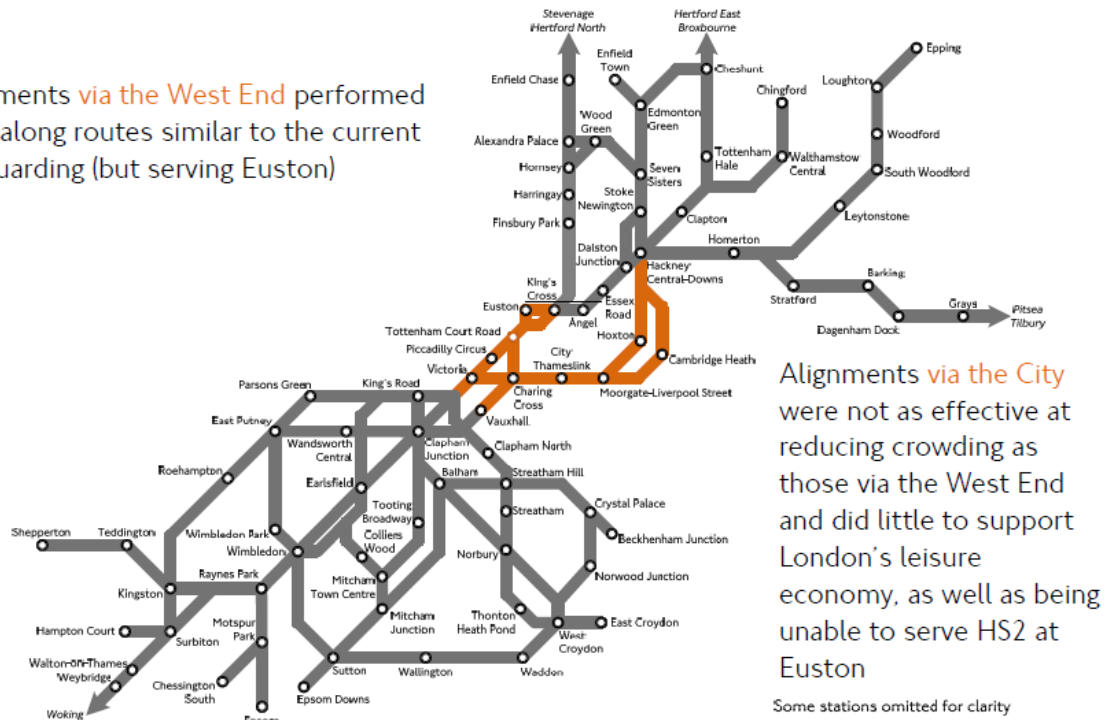 ments via the West End performed
along routes similar to the current
uarding (but serving Euston)
Stevenage
Hertford North
Hertford East
Broxbourne
Enfield
Town
Epping
Enfield Chase
Cheshunt
Loughton
Chingford
Wood
Green
Edmonton
Green
Alexandra Palace
Woodford
Hornsey
Tottenham
Hale
Walthamstow
Central
Seven
Sisters
South Woodford
Harringay
Stoke
Newington
Leytonstone
Finsbury Park
Clapton
Homerton
Dalston
Junction
Hackney
Central-Downs
Barking
King's
Cross
Stratford
Euston
Essex
Road
Grays
Pitsea
Tilbury
Angel
Dagenham Dock
Tottenham Court Road
Hoxton
Piccadilly Circus
City
Thameslink
Cambridge Heath
Victoria
Parsons Green
King's Road
Charing
Cross
Moorgate-Liverpool Street
East Putney
Vauxhall
Wandsworth
Central
Clapham
Junction
Clapham North
Roehampton
Earlsfield
Balham
Streatham Hill
Tooting
Broadway
Streatham
Crystal Palace
Shepperton
Teddington
Wimbledon Park
Colliers
Wood
Beckhenham Junction
Wimbledon
Norbury
Raynes Park
Mitcham
Town Centre
Norwood Junction
Kingston
Motspur
Park
Mitcham
Junction
Thonton
Heath Pond
East Croydon
Hampton Court
Surbiton
West
Croydon
Walton-on-Thames
Weybridge
Chessington
South
Sutton
Wallington
Waddon
Epsom Downs
Woking
Alignments via the City
were not as effective at
reducing crowding as
those via the West End
and did little to support
London's leisure
economy, as well as being
unable to serve HS2 at
Euston
Some stations omitted for clarity